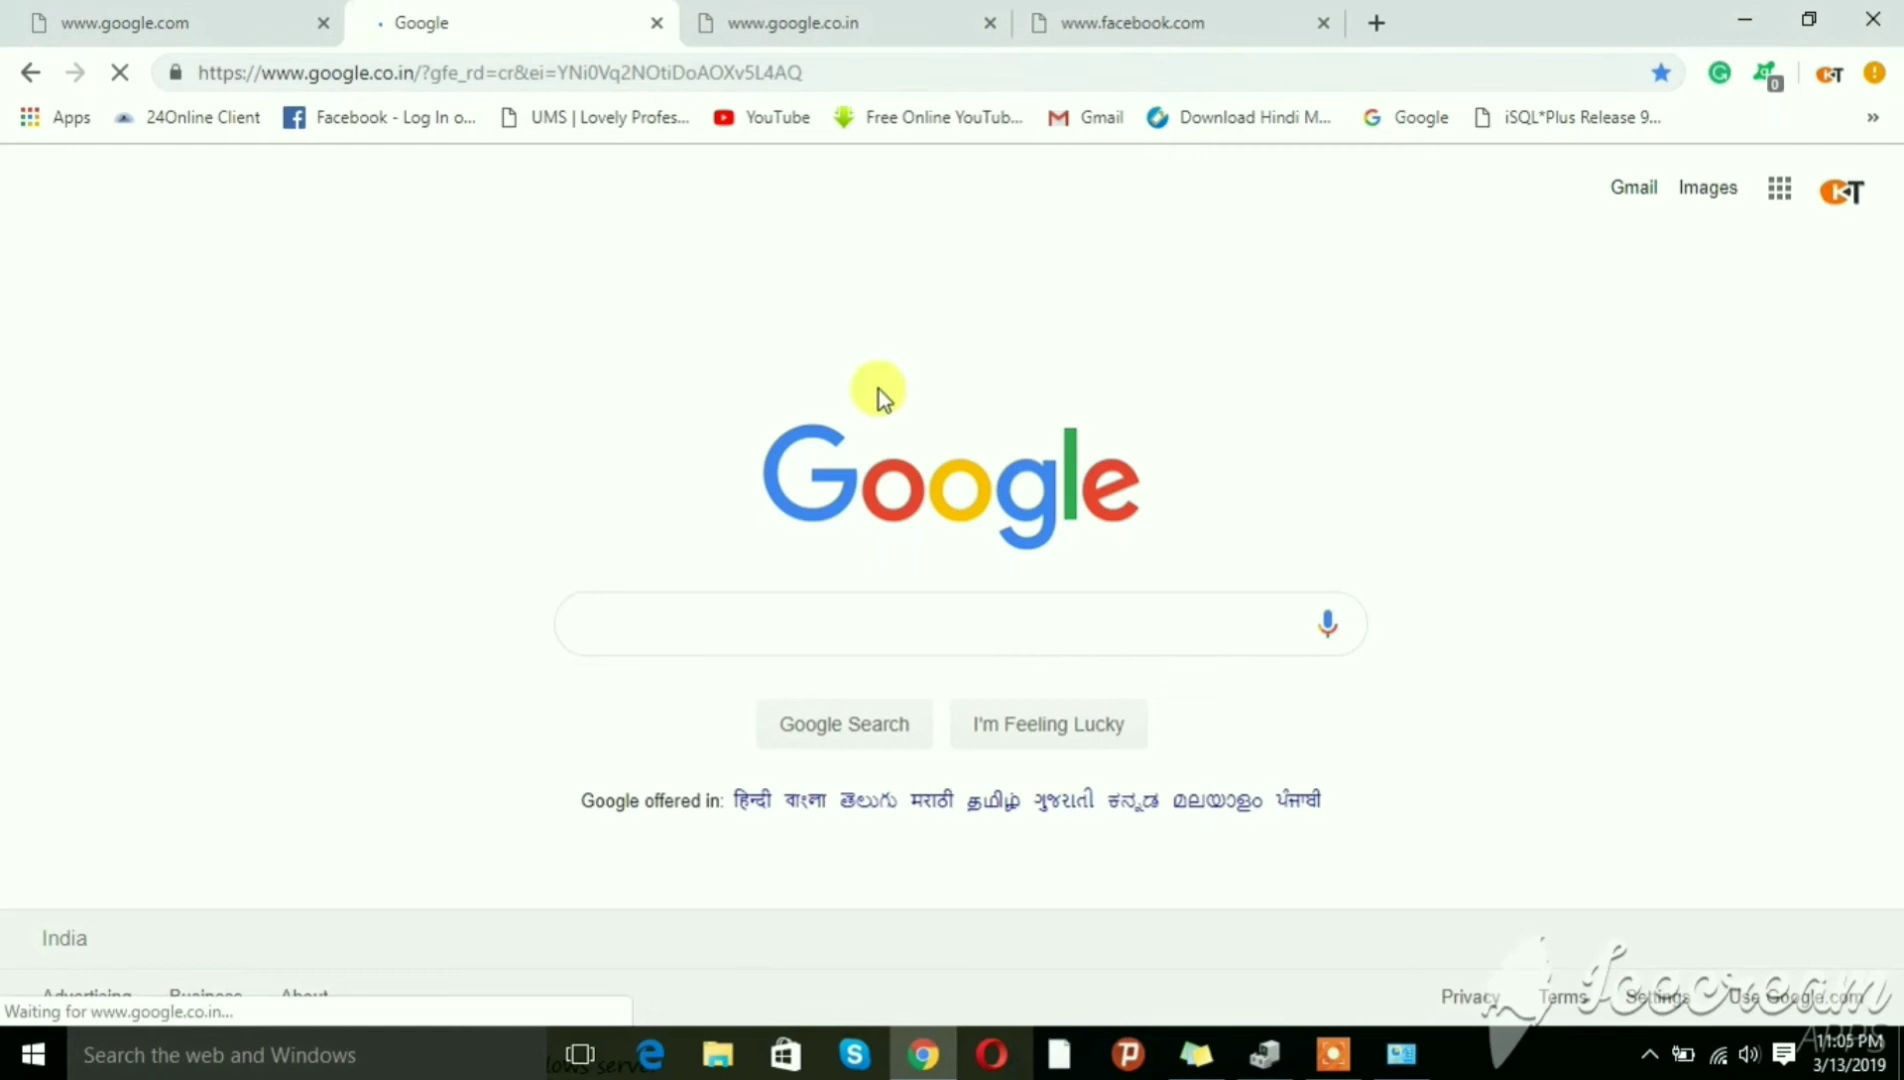 www.google.com
Google
www.google.co.in
www.facebook.com
https://www.google.co.in/?gfe_rd=cr&ei=YNi0Vq2NOtiDoAOXv5L4AQ
0
KT
Apps
24Online Client
Facebook - Log In o...
UMS | Lovely Profes...
YouTube
Free Online YouTub...
Gmail
Download Hindi M...
Google
iSQL*Plus Release 9...
Gmail
Images
KT
Google
Google Search
I'm Feeling Lucky
Google offered in: हिन्दी বাংলা తెలుగు मराठी தமிழ் ગુજરાતી ಕನ್ನಡ മലയാളം ਪੰਜਾਬੀ
India
Advertising Business About
Privacy Terms Settings Use Google.com
Waiting for www.google.co.in...
APPS
Search the web and Windows
11:05 PM
3/13/2019